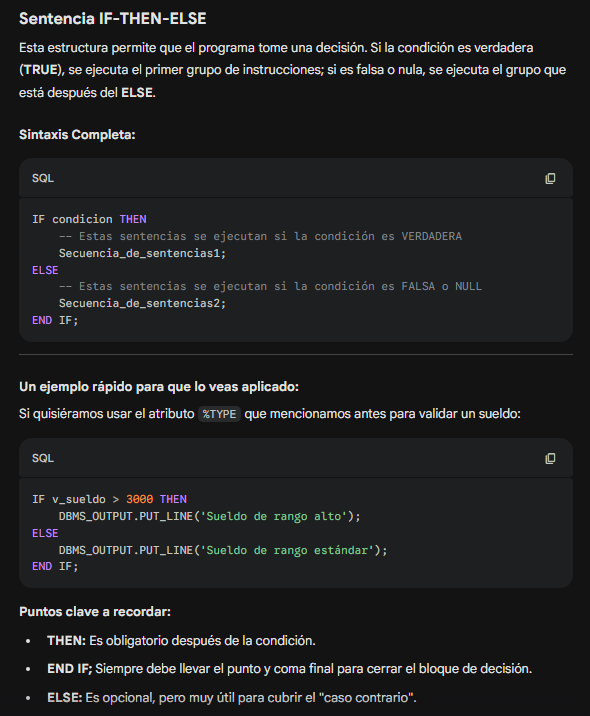 Sentencia IF-THEN-ELSE
Esta estructura permite que el programa tome una decisión. Si la condición es verdadera
(TRUE), se ejecuta el primer grupo de instrucciones; si es falsa o nula, se ejecuta el grupo que
está después del ELSE.
Sintaxis Completa:
SQL
IF condicion THEN
    -- Estas sentencias se ejecutan si la condición es VERDADERA
    Secuencia_de_sentencias1;
ELSE
    -- Estas sentencias se ejecutan si la condición es FALSA o NULL
    Secuencia_de_sentencias2;
END IF;
Un ejemplo rápido para que lo veas aplicado:
Si quisiéramos usar el atributo %TYPE que mencionamos antes para validar un sueldo:
SQL
IF v_sueldo > 3000 THEN
    DBMS_OUTPUT.PUT_LINE('Sueldo de rango alto');
ELSE
    DBMS_OUTPUT.PUT_LINE('Sueldo de rango estándar');
END IF;
Puntos clave a recordar:
• THEN: Es obligatorio después de la condición.
• END IF; Siempre debe llevar el punto y coma final para cerrar el bloque de decisión.
• ELSE: Es opcional, pero muy útil para cubrir el "caso contrario".